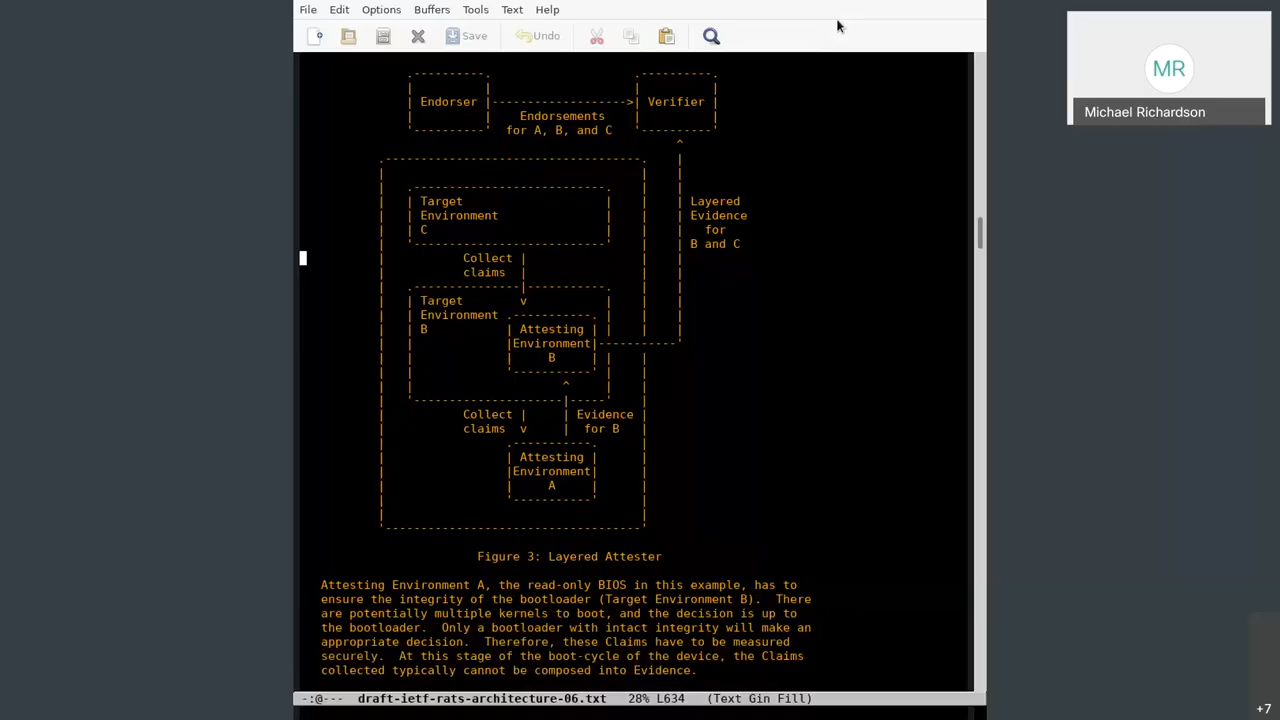 File Edit Options Buffers Tools Text Help
Save Undo
Endorser Verifier
Endorsements
for A, B, and C
Target
Environment
C
Layered
Evidence
for
B and C
Collect
claims
Target
Environment
B
Attesting
Environment
B
Collect
claims
Evidence
for B
Attesting
Environment
A
Figure 3: Layered Attester
Attesting Environment A, the read-only BIOS in this example, has to
ensure the integrity of the bootloader (Target Environment B).  There
are potentially multiple kernels to boot, and the decision is up to
the bootloader.  Only a bootloader with intact integrity will make an
appropriate decision.  Therefore, these Claims have to be measured
securely.  At this stage of the boot-cycle of the device, the Claims
collected typically cannot be composed into Evidence.
-:@--- draft-ietf-rats-architecture-06.txt 28% L634 (Text Gin Fill)
MR
Michael Richardson
+7